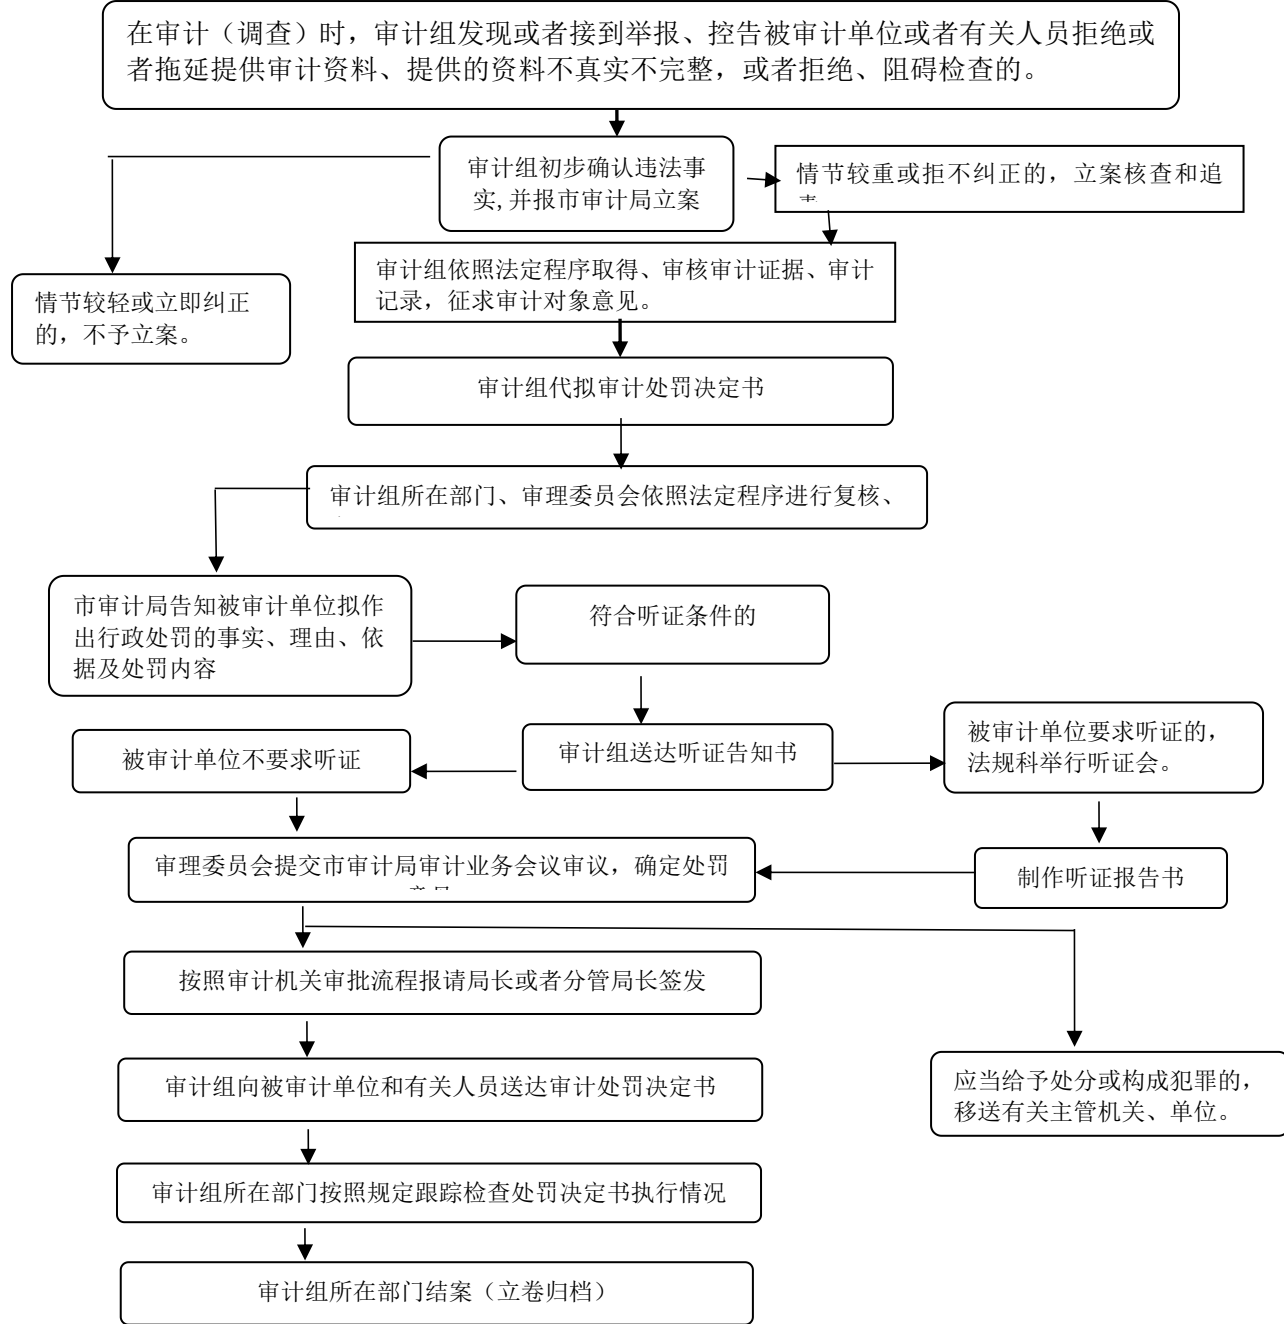 在审计（调查）时，审计组发现或者接到举报、控告被审计单位或者有关人员拒绝或
者拖延提供审计资料、提供的资料不真实不完整，或者拒绝、阻碍检查的。
审计组初步确认违法事
实,并报市审计局立案
情节较重或拒不纠正的，立案核查和追
审计组依照法定程序取得、审核审计证据、审计
记录，征求审计对象意见。
情节较轻或立即纠正
的，不予立案。
审计组代拟审计处罚决定书
审计组所在部门、审理委员会依照法定程序进行复核、
市审计局告知被审计单位拟作
出行政处罚的事实、理由、依
据及处罚内容
符合听证条件的
审计组送达听证告知书
被审计单位不要求听证
被审计单位要求听证的，
法规科举行听证会。
审理委员会提交市审计局审计业务会议审议，确定处罚
制作听证报告书
按照审计机关审批流程报请局长或者分管局长签发
审计组向被审计单位和有关人员送达审计处罚决定书
应当给予处分或构成犯罪的，
移送有关主管机关、单位。
审计组所在部门按照规定跟踪检查处罚决定书执行情况
审计组所在部门结案（立卷归档）